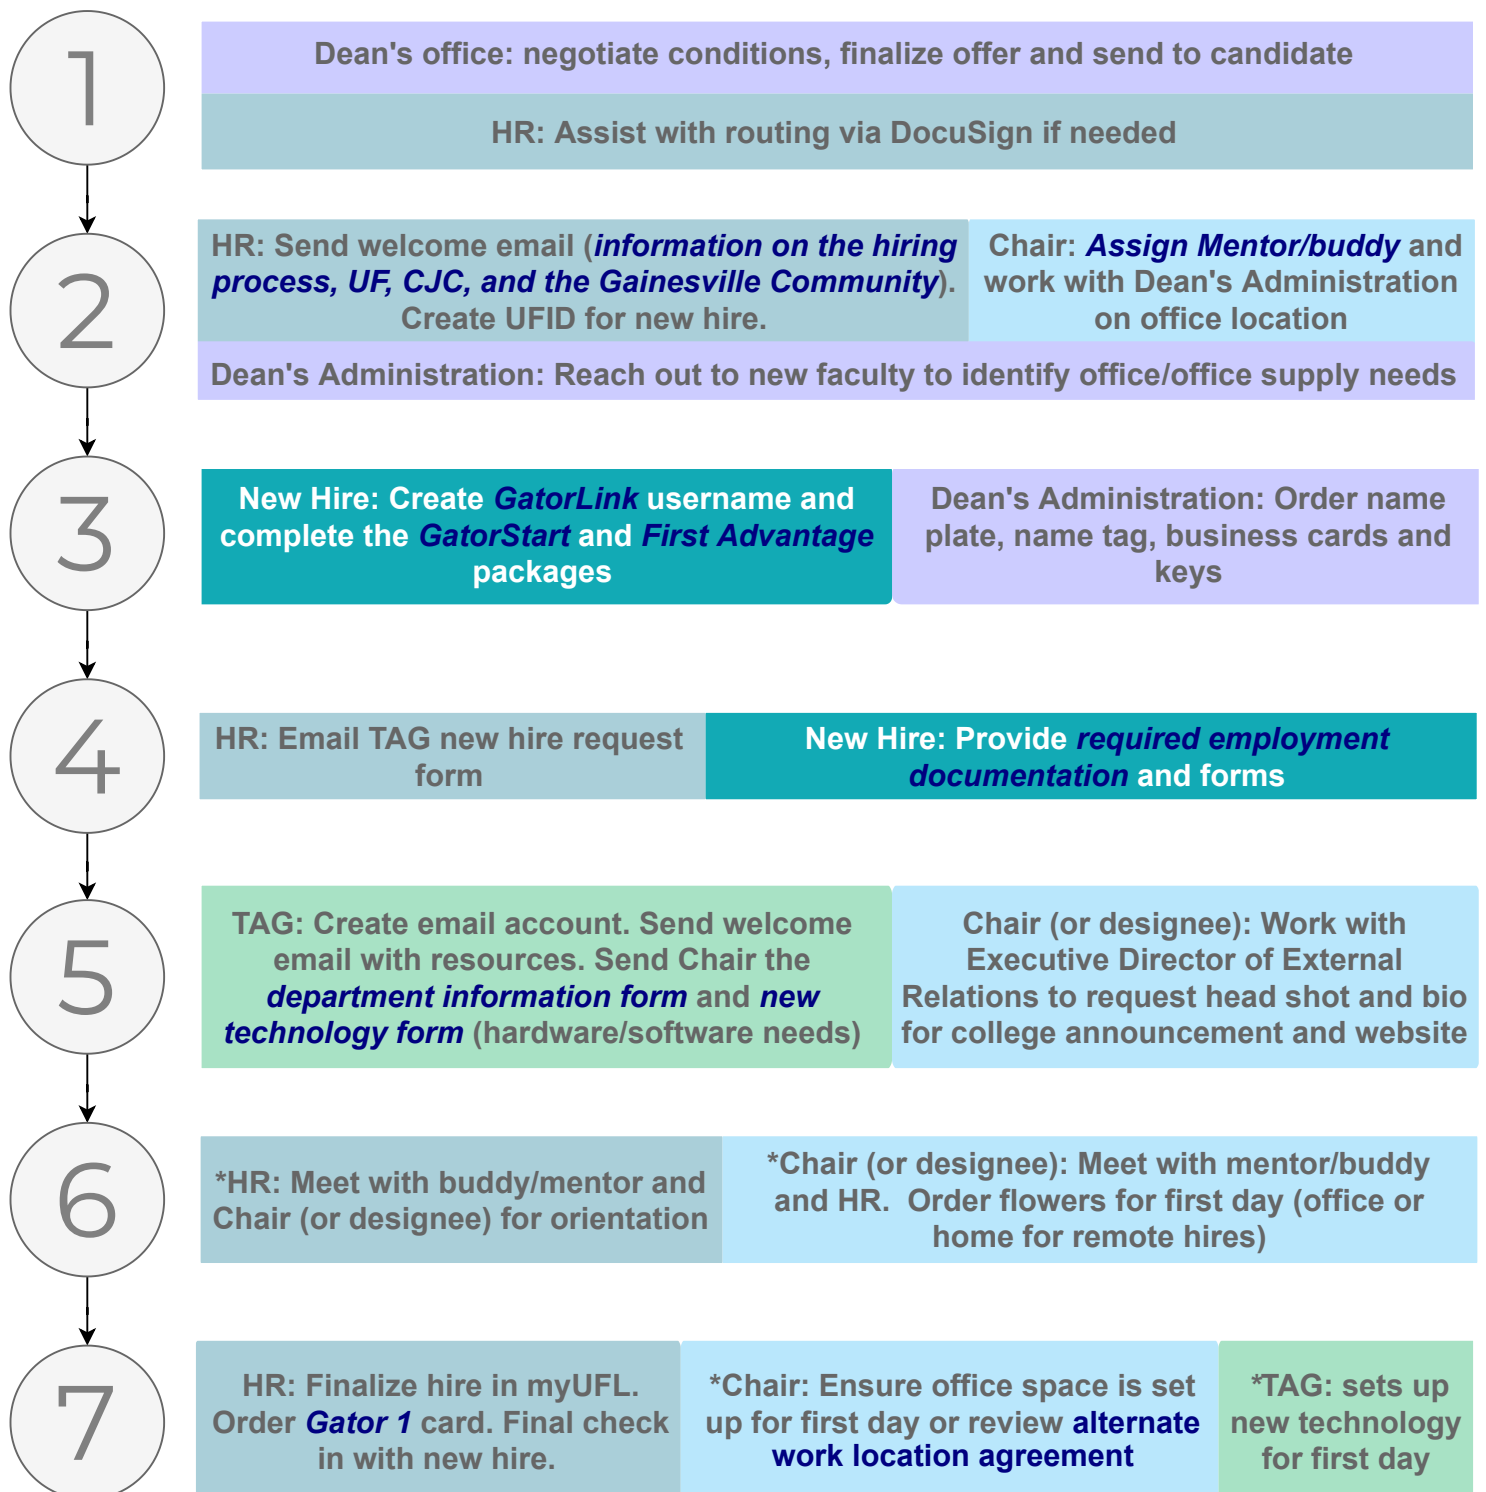 1
Dean's office: negotiate conditions, finalize offer and send to candidate
HR: Assist with routing via DocuSign if needed
2
HR: Send welcome email (information on the hiring
process, UF, CJC, and the Gainesville Community).
Create UFID for new hire.
Chair: Assign Mentor/buddy and
work with Dean's Administration
on office location
Dean's Administration: Reach out to new faculty to identify office/office supply needs
3
New Hire: Create GatorLink username and
complete the GatorStart and First Advantage
packages
Dean's Administration: Order name
plate, name tag, business cards and
keys
4
HR: Email TAG new hire request
form
New Hire: Provide required employment
documentation and forms
5
TAG: Create email account. Send welcome
email with resources. Send Chair the
department information form and new
technology form (hardware/software needs)
Chair (or designee): Work with
Executive Director of External
Relations to request head shot and bio
for college announcement and website
6
*HR: Meet with buddy/mentor and
Chair (or designee) for orientation
*Chair (or designee): Meet with mentor/buddy
and HR.  Order flowers for first day (office or
home for remote hires)
7
HR: Finalize hire in myUFL.
Order Gator 1 card. Final check
in with new hire.
*Chair: Ensure office space is set
up for first day or review alternate
work location agreement
*TAG: sets up
new technology
for first day